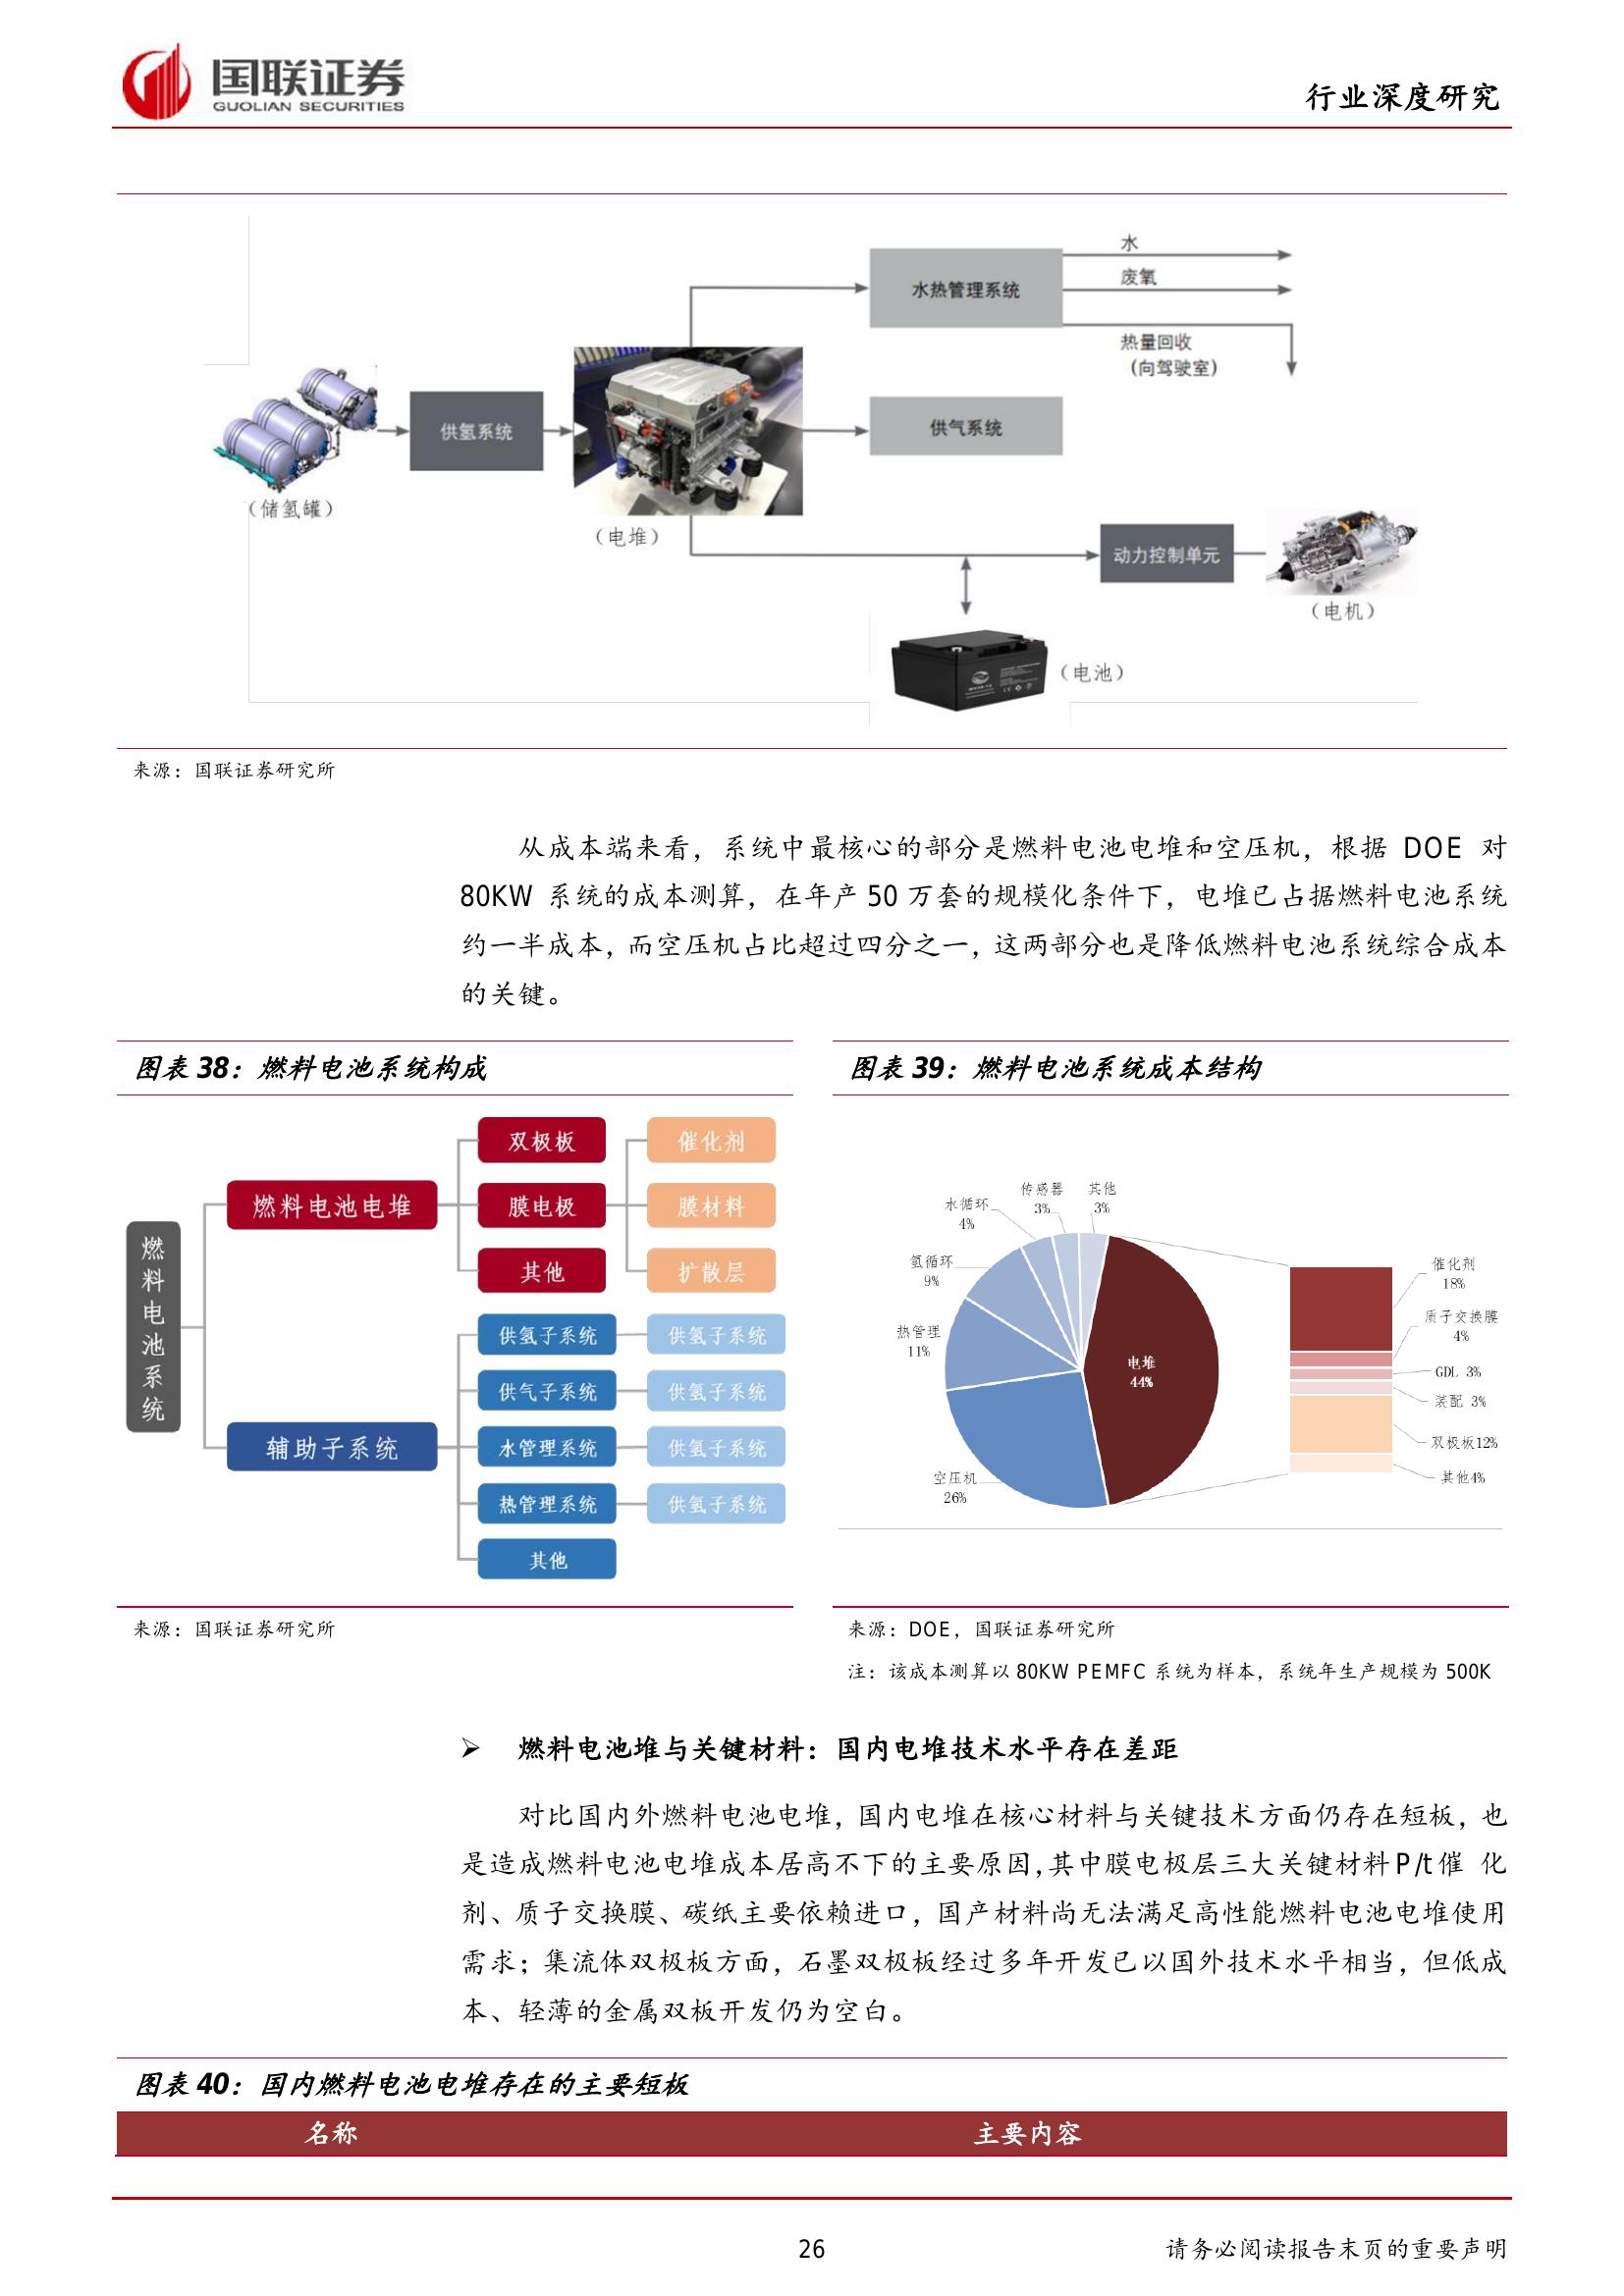 国联证券
GUOLIAN SECURITIES
行业深度研究
水
废氧
水热管理系统
热量回收
(向驾驶室)
供氢系统
供气系统
（储氢罐）
（电堆）
动力控制单元
（电机）
（电池）
来源：国联证券研究所
从成本端来看，系统中最核心的部分是燃料电池电堆和空压机，根据 DOE 对
80KW 系统的成本测算，在年产 50 万套的规模化条件下，电堆已占据燃料电池系统
约一半成本，而空压机占比超过四分之一，这两部分也是降低燃料电池系统综合成本
的关键。
图表 38：燃料电池系统构成
燃料电池系统
燃料电池电堆
双极板
催化剂
膜电极
膜材料
其他
扩散层
辅助子系统
供氢子系统
供氢子系统
供气子系统
供氢子系统
水管理系统
供氢子系统
热管理系统
供氢子系统
其他
来源：国联证券研究所
图表 39：燃料电池系统成本结构
传感器
3%
其他
3%
水循环
4%
氢循环
9%
热管理
11%
空压机
26%
电堆
44%
催化剂
18%
质子交换膜
4%
GDL 3%
装配 3%
双极板12%
其他4%
来源：DOE，国联证券研究所
注：该成本测算以 80KW PEMFC 系统为样本，系统年生产规模为 500K
➢ 燃料电池堆与关键材料：国内电堆技术水平存在差距
对比国内外燃料电池电堆，国内电堆在核心材料与关键技术方面仍存在短板，也
是造成燃料电池电堆成本居高不下的主要原因，其中膜电极层三大关键材料 P/t 催 化
剂、质子交换膜、碳纸主要依赖进口，国产材料尚无法满足高性能燃料电池电堆使用
需求；集流体双极板方面，石墨双极板经过多年开发已以国外技术水平相当，但低成
本、轻薄的金属双板开发仍为空白。
图表 40：国内燃料电池电堆存在的主要短板
名称 主要内容
26
请务必阅读报告末页的重要声明